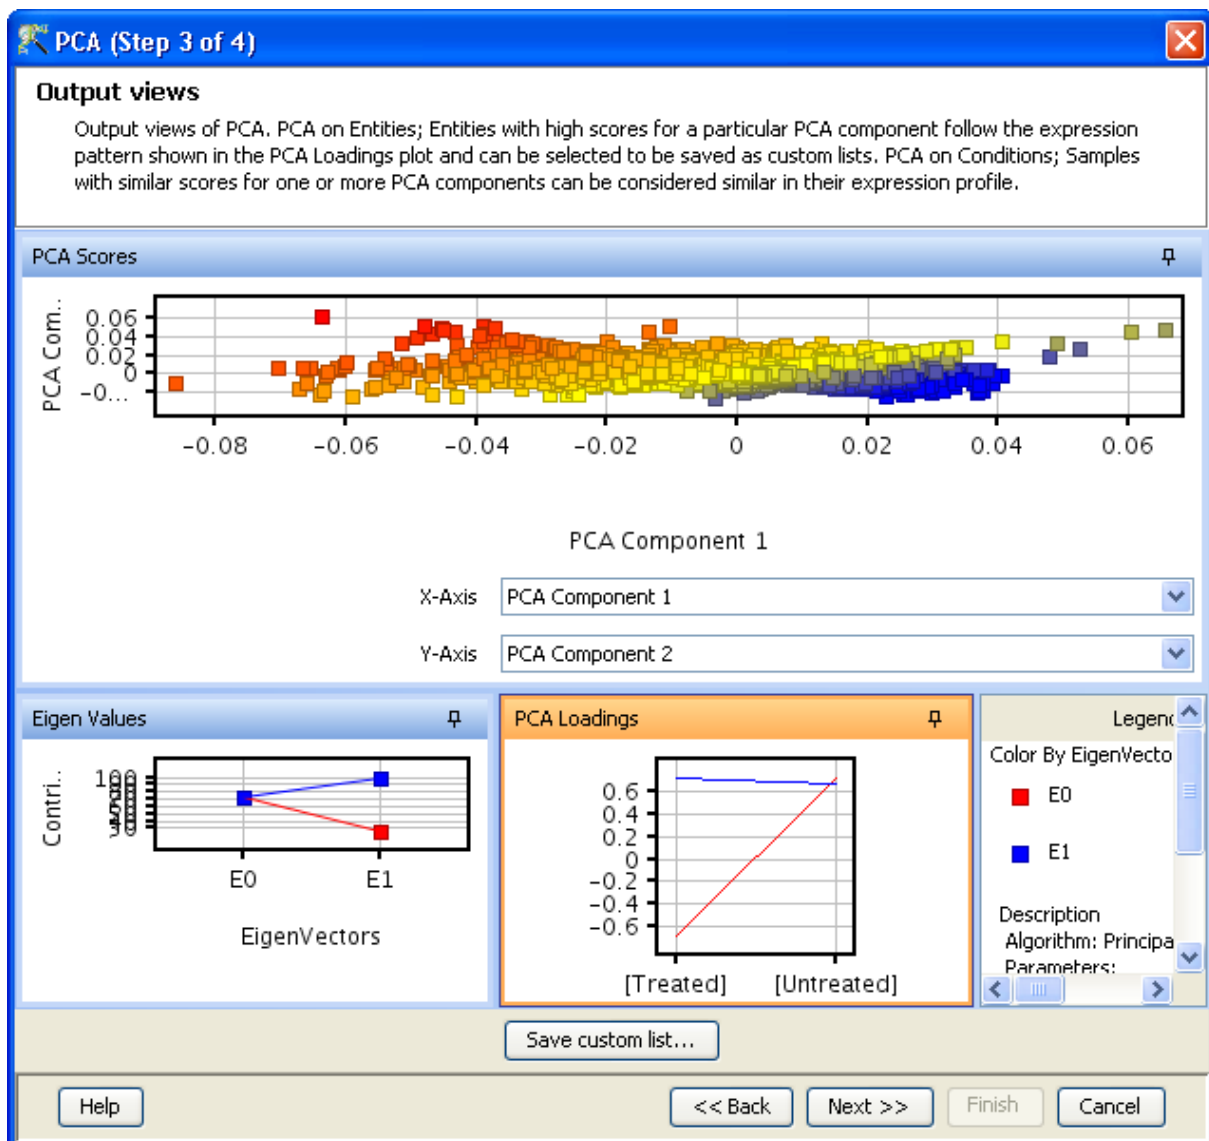 PCA (Step 3 of 4)
Output views
Output views of PCA. PCA on Entities; Entities with high scores for a particular PCA component follow the expression
pattern shown in the PCA Loadings plot and can be selected to be saved as custom lists. PCA on Conditions; Samples
with similar scores for one or more PCA components can be considered similar in their expression profile.
PCA Scores
PCA Com..
0.06
0.04
0.02
0
-0...
-0.08 -0.06 -0.04 -0.02 0 0.02 0.04 0.06
PCA Component 1
X-Axis PCA Component 1
Y-Axis PCA Component 2
Eigen Values
Contri..
100
30
E0 E1
EigenVectors
PCA Loadings
0.6
0.4
0.2
0
-0.2
-0.4
-0.6
[Treated] [Untreated]
Legend
Color By EigenVecto
E0
E1
Description
Algorithm: Principa
Parameters:
Save custom list...
Help << Back Next >> Finish Cancel